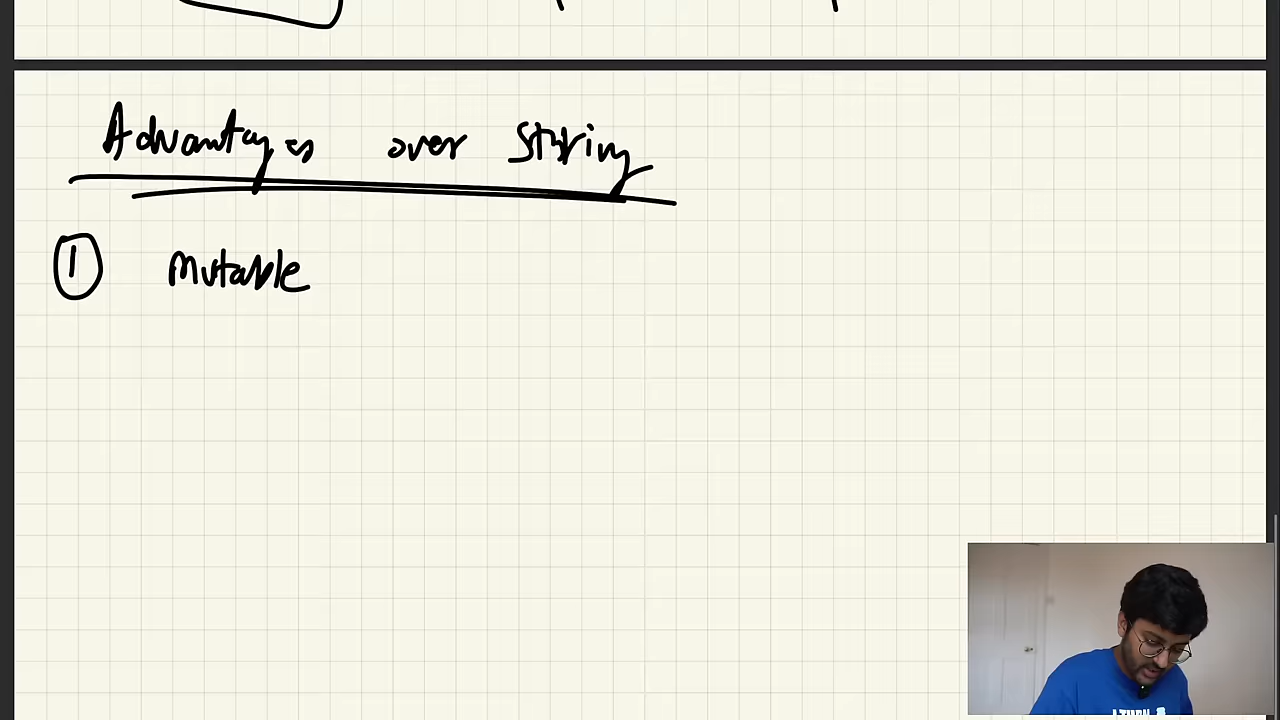 Advantages over String
① Mutable